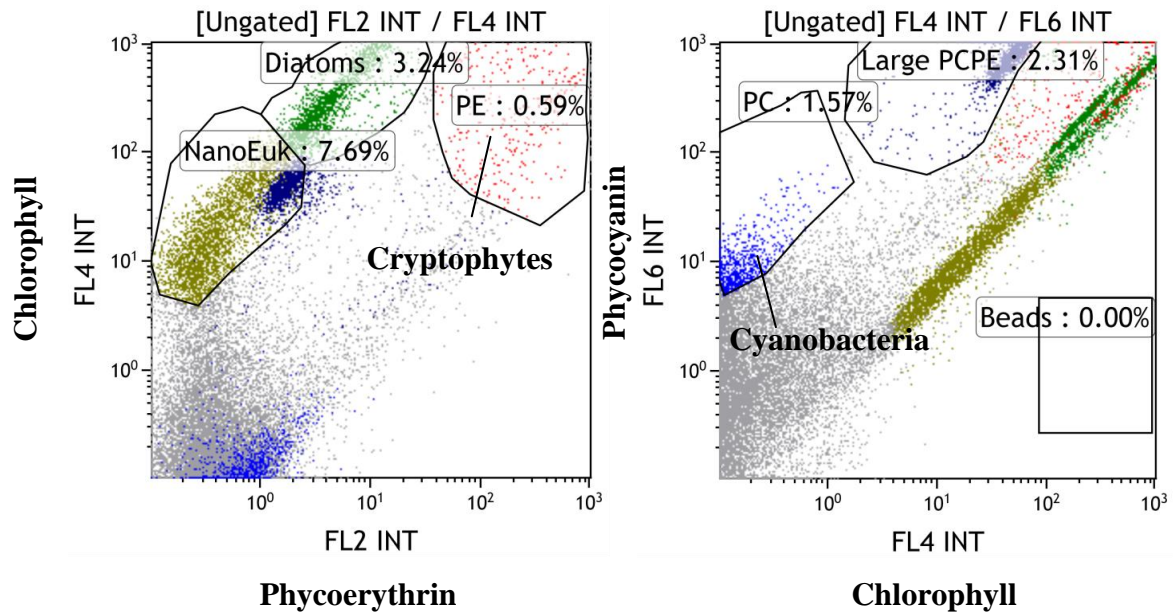 [Ungated] FL2 INT / FL4 INT
10³
Diatoms : 3.24%
PE : 0.59%
NanoEuk : 7.69%
10²
Chlorophyll
FL4 INT
10¹
Cryptophytes
10⁰
10⁰ 10¹ 10² 10³
FL2 INT
Phycoerythrin
[Ungated] FL4 INT / FL6 INT
10³
Large PCPE : 2.31%
PC : 1.57%
10²
Phycocyanin
FL6 INT
10¹
Beads : 0.00%
Cyanobacteria
10⁰
10⁰ 10¹ 10² 10³
FL4 INT
Chlorophyll